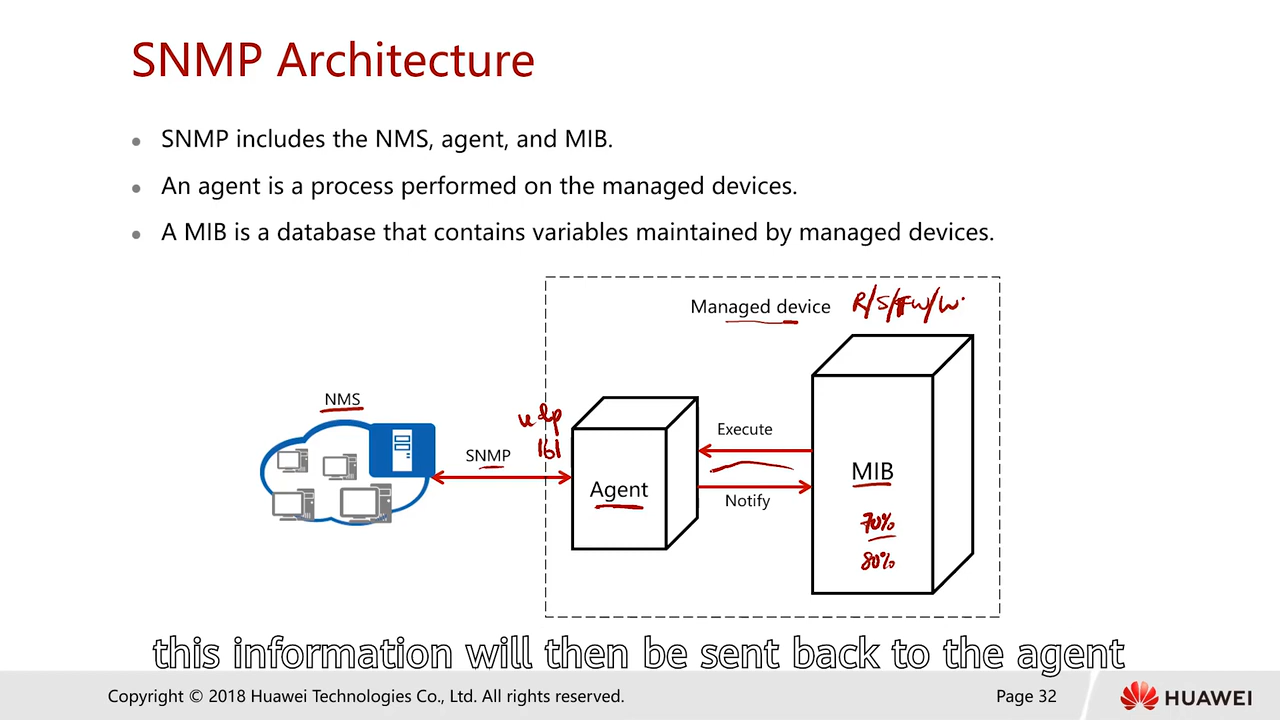 SNMP Architecture
SNMP includes the NMS, agent, and MIB.
An agent is a process performed on the managed devices.
A MIB is a database that contains variables maintained by managed devices.
Managed device R/S/FW/W
NMS
udp
161
SNMP
Agent
Execute
Notify
MIB
70%
80%
this information will then be sent back to the agent
Copyright © 2018 Huawei Technologies Co., Ltd. All rights reserved.
Page 32
HUAWEI